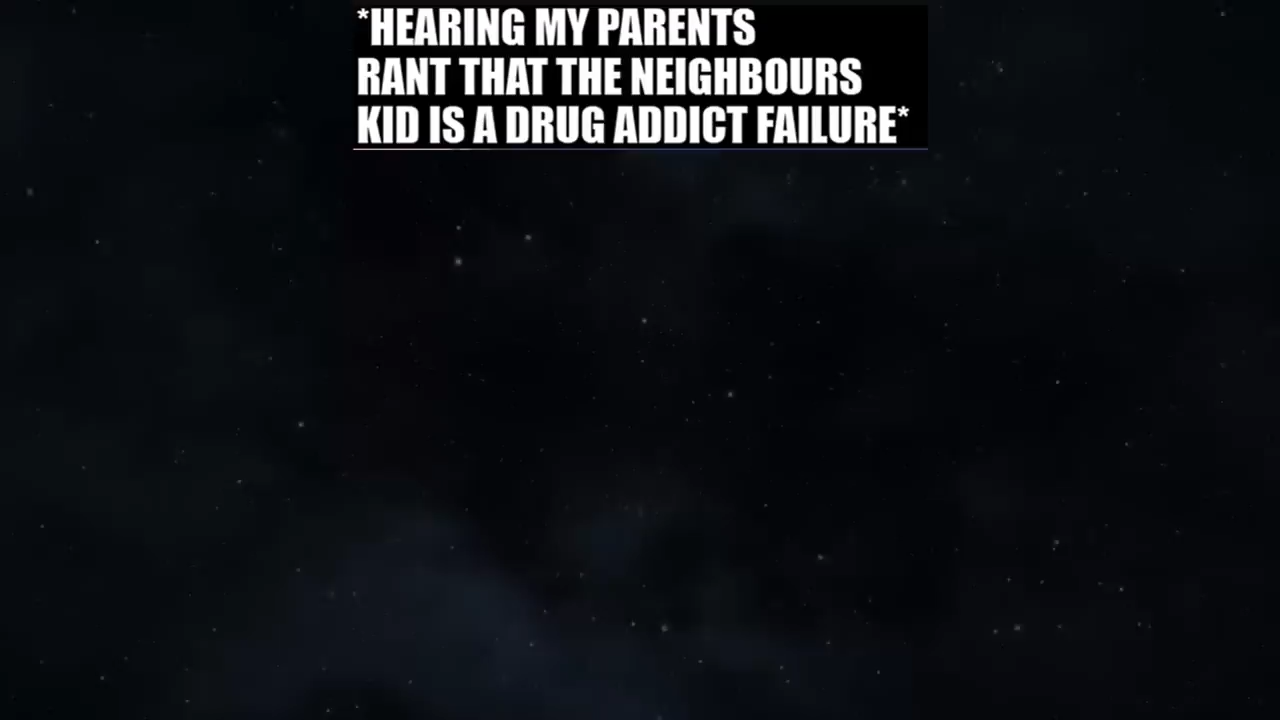 *HEARING MY PARENTS
RANT THAT THE NEIGHBOURS
KID IS A DRUG ADDICT FAILURE*